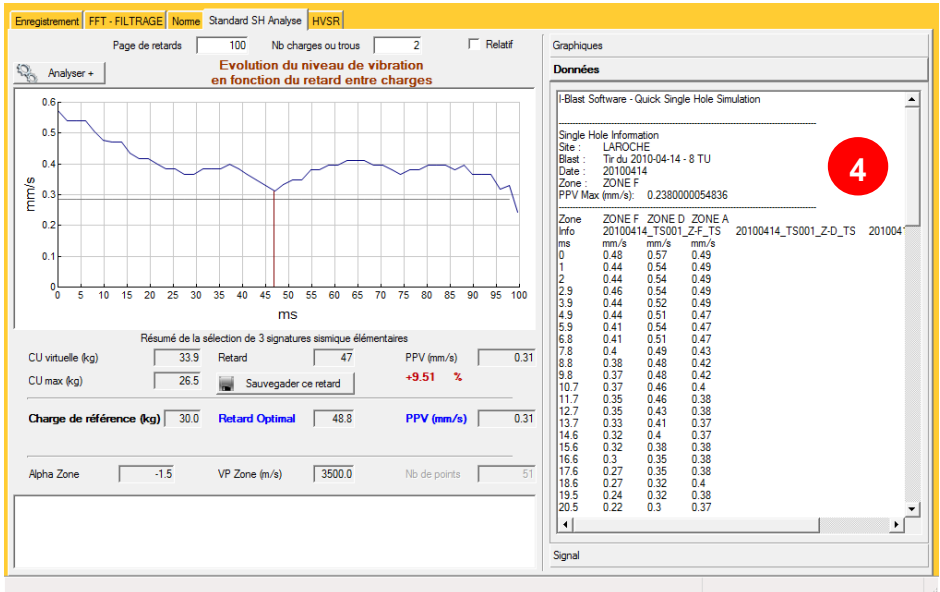 Enregistrement FFT - FILTRAGE Norme Standard SH Analyse HVSR
Page de retards 100 Nb charges ou trous 2 Relatif
Analyser +
Evolution du niveau de vibration
en fonction du retard entre charges
0.6
0.5
0.4
0.3
0.2
0.1
0
mm/s
0 5 10 15 20 25 30 35 40 45 50 55 60 65 70 75 80 85 90 95 100
ms
Résumé de la sélection de 3 signatures sismique élémentaires
CU virtuelle (kg) 33.9 Retard 47 PPV (mm/s) 0.31
CU max (kg) 26.5 Sauvegader ce retard +9.51 %
Charge de référence (kg) 30.0 Retard Optimal 48.8 PPV (mm/s) 0.31
Alpha Zone -1.5 VP Zone (m/s) 3500.0 Nb de points 51
Graphiques
Données
I-Blast Software - Quick Single Hole Simulation
Single Hole Information
Site : LAROCHE
Blast : Tir du 2010-04-14 - 8 TU
Date : 20100414
Zone : ZONE F
PPV Max (mm/s): 0.2380000054836
4
Zone ZONE F ZONE D ZONE A
Info 20100414_TS001_Z-F_TS 20100414_TS001_Z-D_TS 201004
ms mm/s mm/s mm/s
0 0.48 0.57 0.49
1 0.44 0.54 0.49
2 0.44 0.54 0.49
2.9 0.46 0.54 0.49
3.9 0.44 0.52 0.49
4.9 0.44 0.51 0.47
5.9 0.41 0.54 0.47
6.8 0.41 0.51 0.47
7.8 0.4 0.49 0.43
8.8 0.38 0.48 0.42
9.8 0.37 0.48 0.42
10.7 0.37 0.46 0.4
11.7 0.35 0.46 0.38
12.7 0.35 0.43 0.38
13.7 0.33 0.41 0.37
14.6 0.32 0.4 0.37
15.6 0.32 0.38 0.38
16.6 0.3 0.35 0.38
17.6 0.27 0.35 0.38
18.6 0.27 0.32 0.4
19.5 0.24 0.32 0.38
20.5 0.22 0.3 0.37
Signal